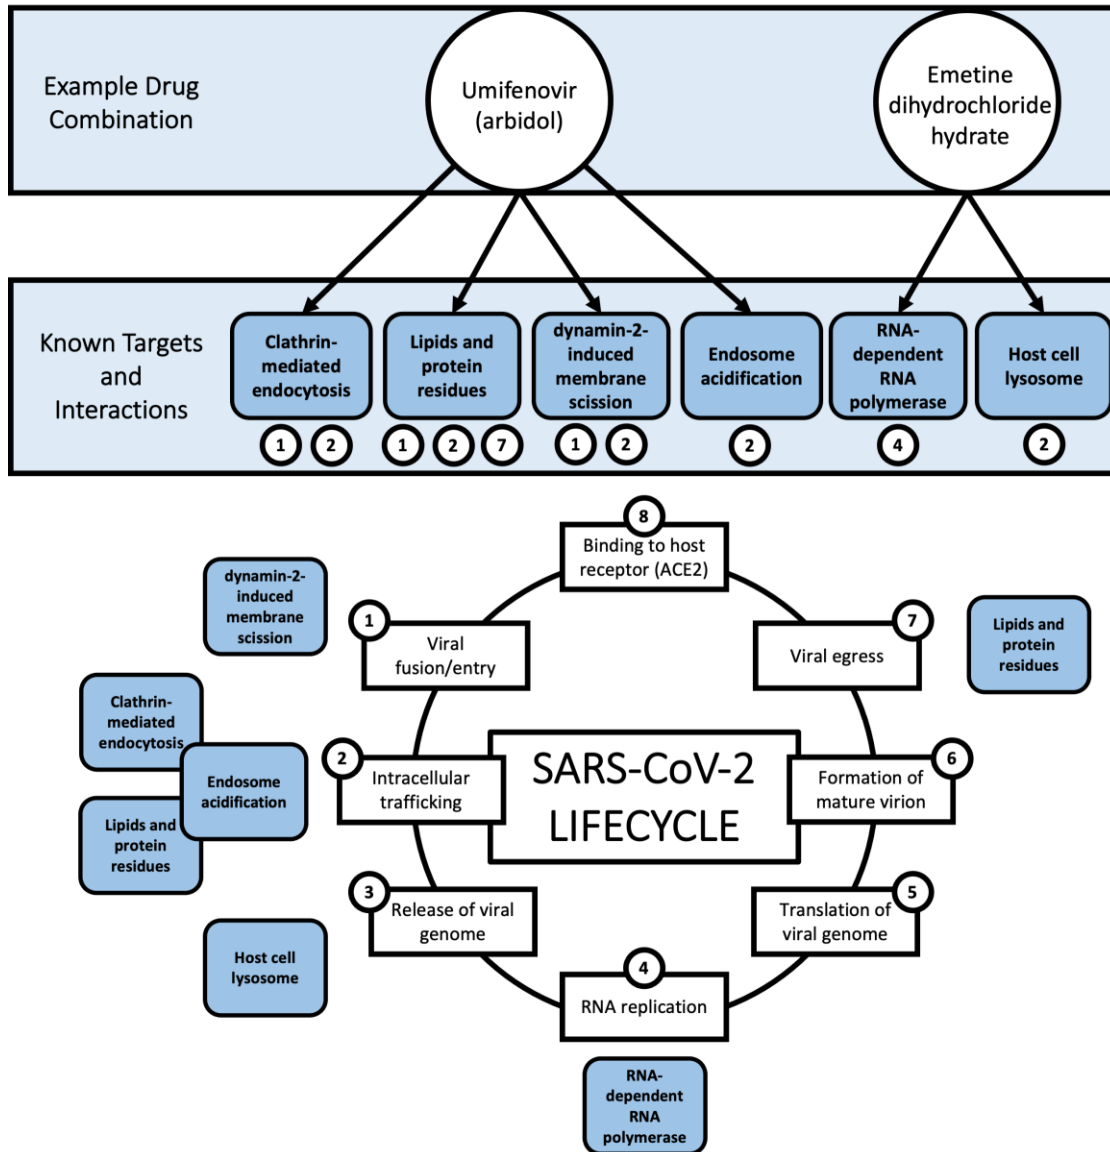 Example Drug
Combination
Umifenovir
(arbidol)
Emetine
dihydrochloride
hydrate
Known Targets
and
Interactions
Clathrin-
mediated
endocytosis
1 2
Lipids and
protein
residues
1 2 7
dynamin-2-
induced
membrane
scission
1 2
Endosome
acidification
2
RNA-
dependent
RNA
polymerase
4
Host cell
lysosome
2
8
Binding to host
receptor (ACE2)
dynamin-2-
induced
membrane
scission
1
Viral
fusion/entry
7
Viral egress
Lipids and
protein
residues
Clathrin-
mediated
endocytosis
Endosome
acidification
Lipids and
protein
residues
2
Intracellular
trafficking
SARS-CoV-2
LIFECYCLE
6
Formation of
mature virion
3
Release of viral
genome
5
Translation of
viral genome
Host cell
lysosome
4
RNA replication
RNA-
dependent
RNA
polymerase